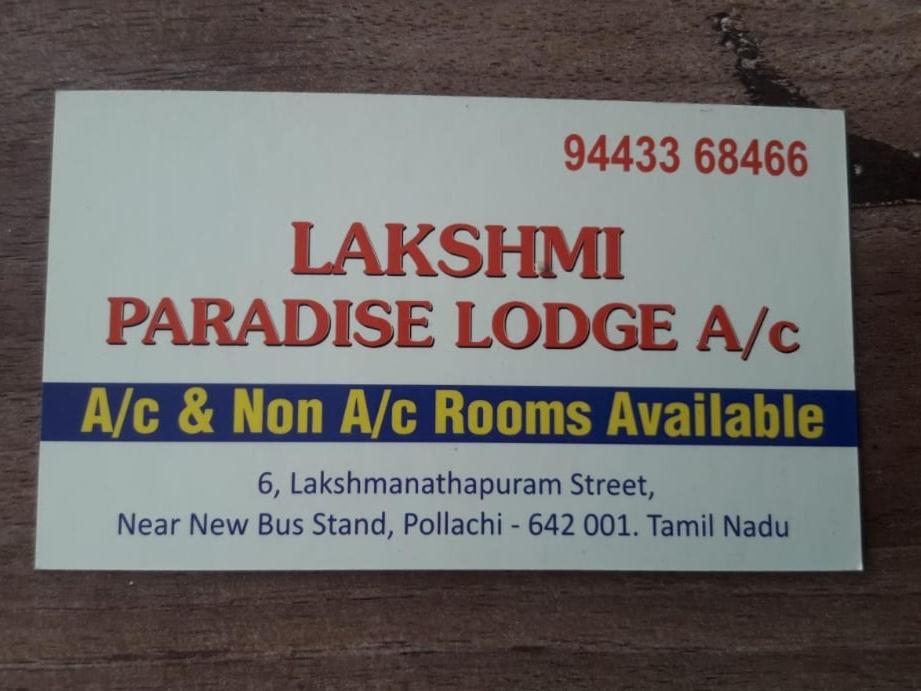 94433 68466
LAKSHMI
PARADISE LODGE A/c
A/c & Non A/c Rooms Available
6, Lakshmanathapuram Street,
Near New Bus Stand, Pollachi - 642 001. Tamil Nadu